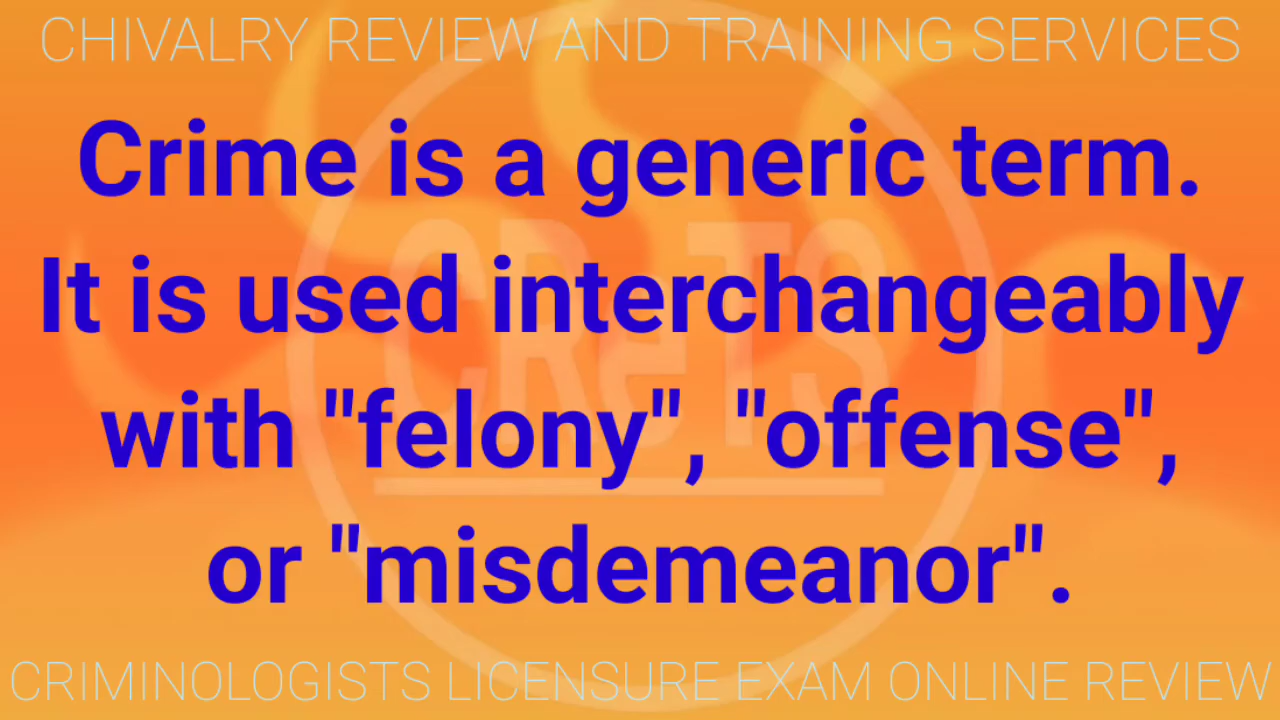 CHIVALRY REVIEW AND TRAINING SERVICES
Crime is a generic term.
It is used interchangeably
with "felony", "offense",
or "misdemeanor".
CReTS
CRIMINOLOGISTS LICENSURE EXAM ONLINE REVIEW